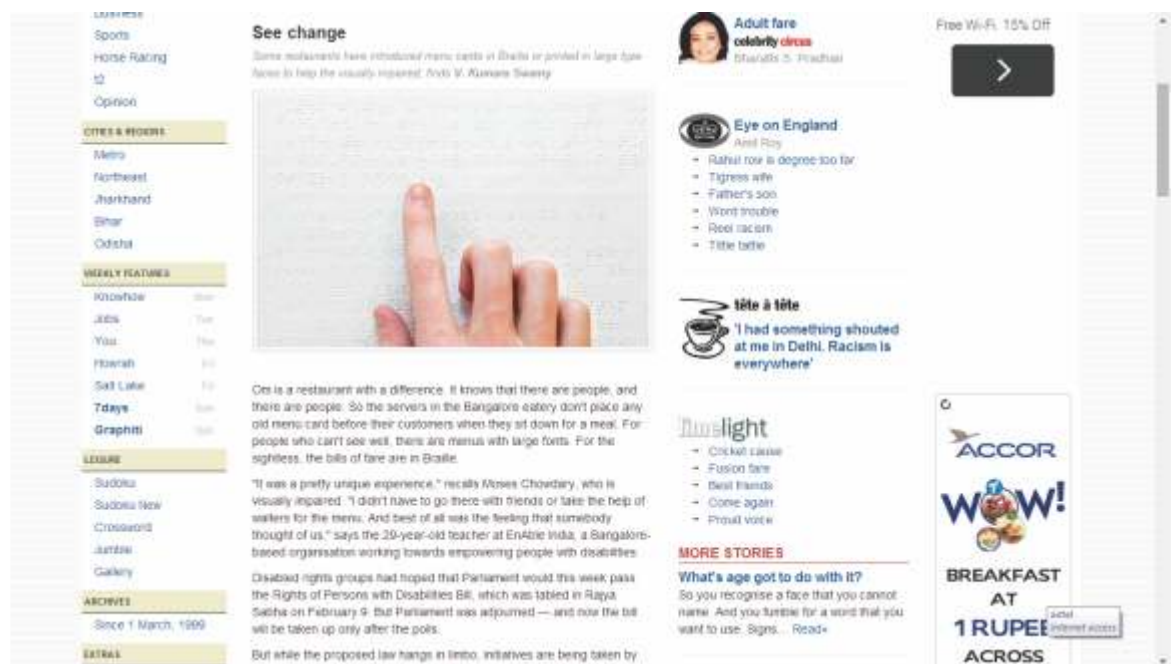 Business
Sports
Horse Racing
t2
Opinion
CITIES & REGIONS
Metro
Northeast
Jharkhand
Bihar
Odisha
WEEKLY FEATURES
Knowhow
Jobs
You
Howrah
Salt Lake
7days
Graphiti
LEISURE
Sudoku
Sudoku New
Crossword
Jumble
Gallery
ARCHIVES
Since 1 March, 1999
EXTRAS
See change
Some restaurants have introduced menu cards in Braille or printed in large type
faces to help the visually impaired, finds V. Kumara Swamy
Om is a restaurant with a difference. It knows that there are people, and
there are people. So the servers in the Bangalore eatery don't place any
old menu card before their customers when they sit down for a meal. For
people who can't see well, there are menus with large fonts. For the
sightless, the bills of fare are in Braille.
"It was a pretty unique experience," recalls Moses Chowdary, who is
visually impaired. "I didn't have to go there with friends or take the help of
waiters for the menu. And best of all was the feeling that somebody
thought of us," says the 29-year-old teacher at EnAble India, a Bangalore-
based organisation working towards empowering people with disabilities.
Disabled rights groups had hoped that Parliament would this week pass
the Rights of Persons with Disabilities Bill, which was tabled in Rajya
Sabha on February 9. But Parliament was adjourned — and now the bill
will be taken up only after the polls.
But while the proposed law hangs in limbo, initiatives are being taken by
Adult fare
celebrity circus
Bharathi S. Pradhan
Eye on England
Amit Roy
Rahul row is degree too far
Tigress wife
Father's son
Word trouble
Reel racism
Tittle tattle
tête à tête
'I had something shouted
at me in Delhi. Racism is
everywhere'
timelight
Cricket cause
Fusion fare
Best friends
Come again
Proud voice
MORE STORIES
What's age got to do with it?
So you recognise a face that you cannot
name. And you fumble for a word that you
want to use. Signs... Read»
Free Wi-Fi. 15% Off
ACCOR
WOW!
BREAKFAST
AT
1 RUPEE
ACROSS
Internet access